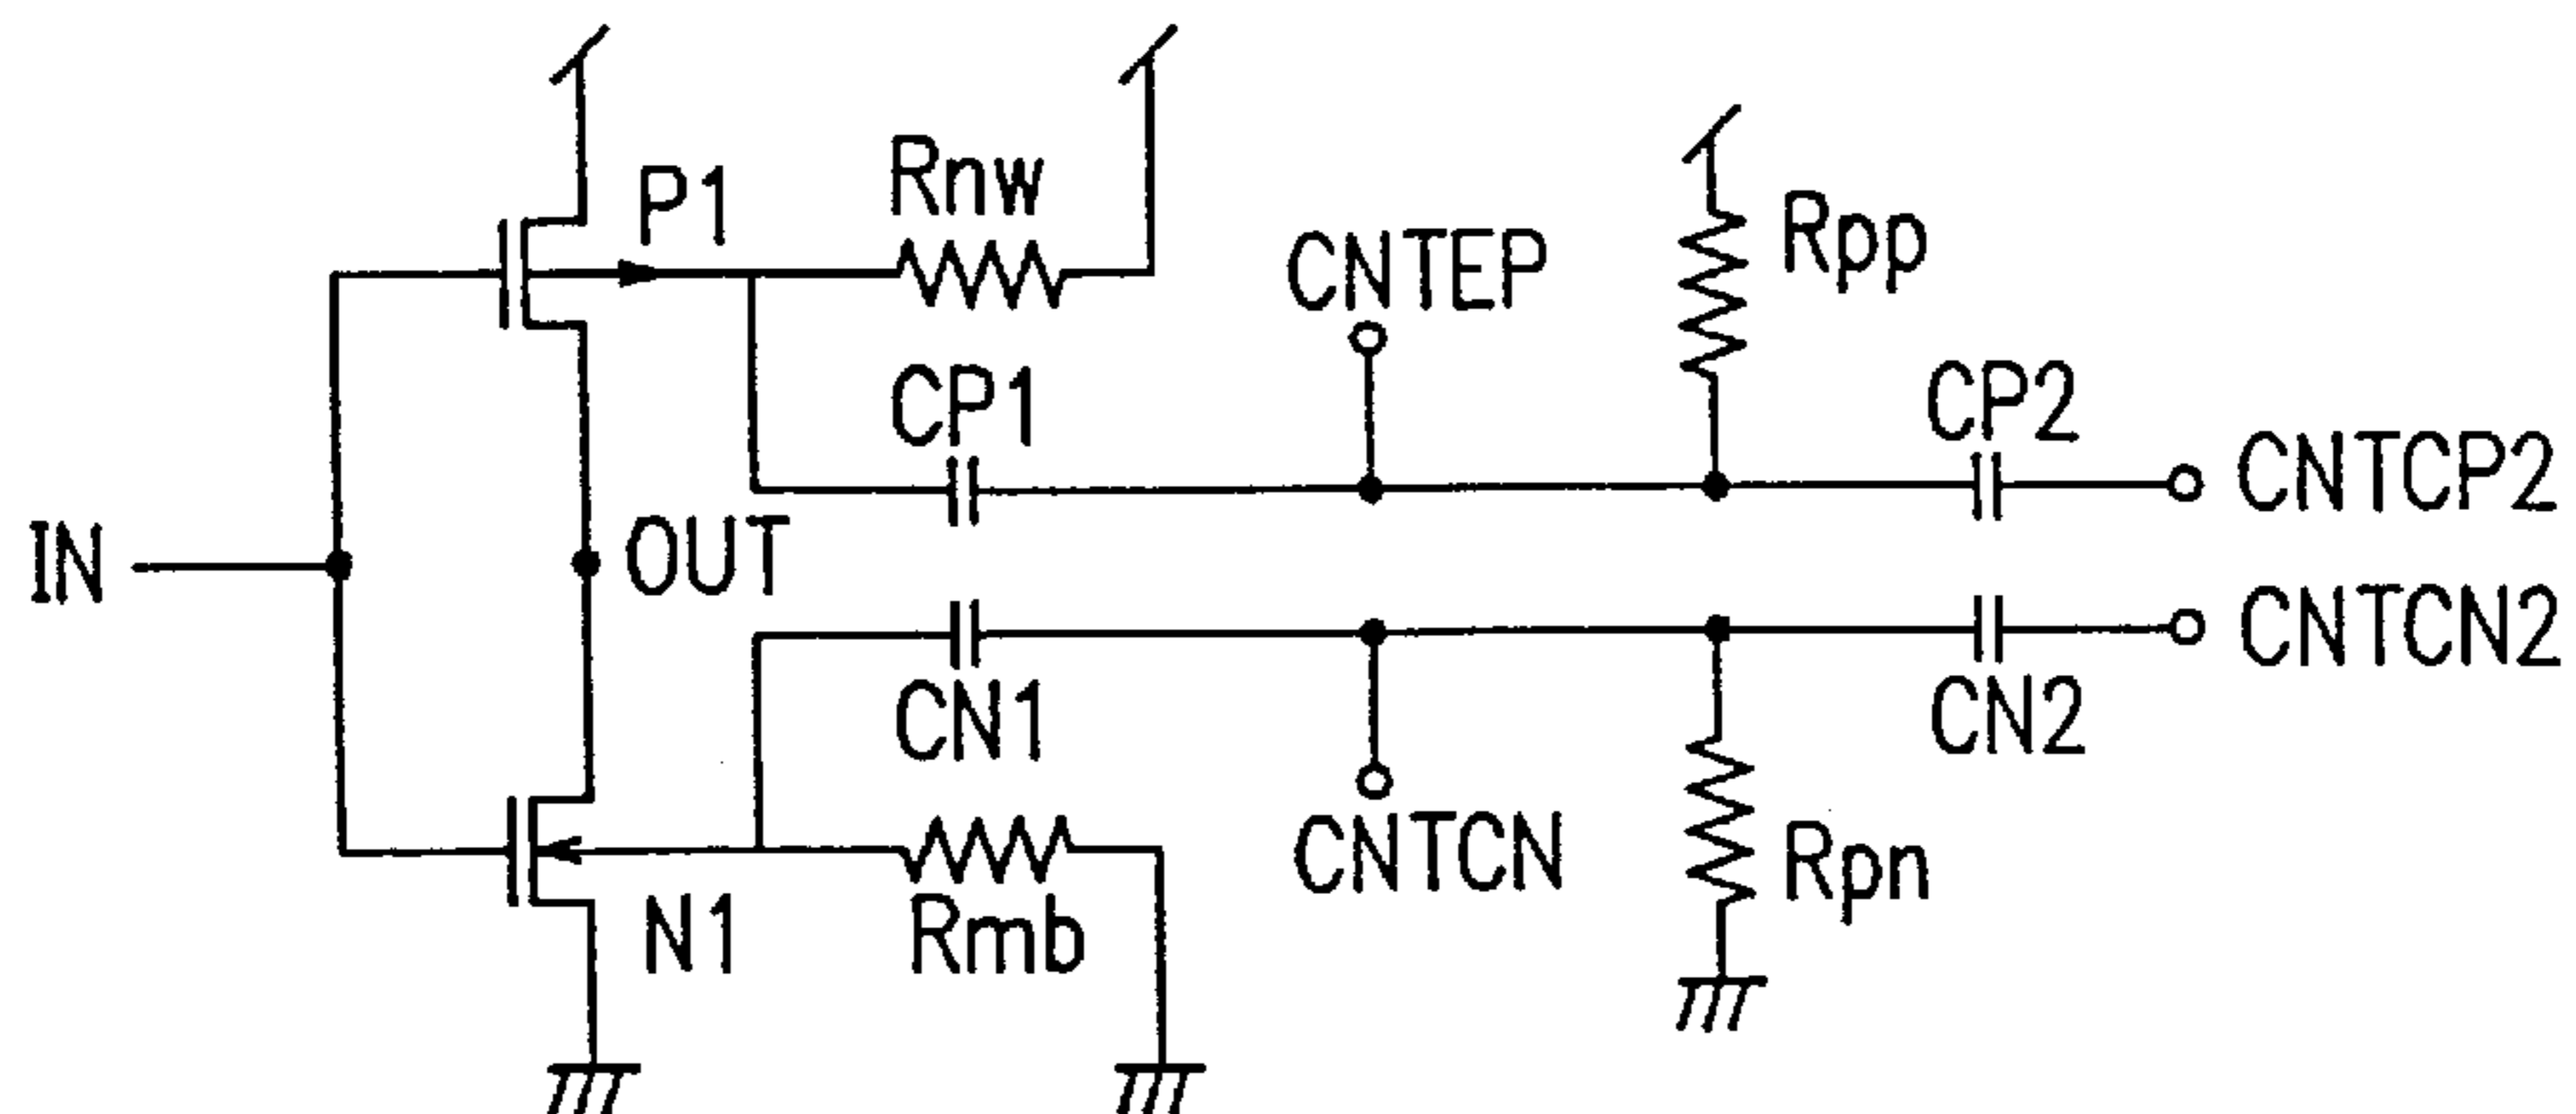 P1
Rnw
Rpp
CNTEP
CP1
CP2
CNTCP2
IN
OUT
CNTCN2
CN1
CN2
CNTCN
Rpn
N1
Rmb